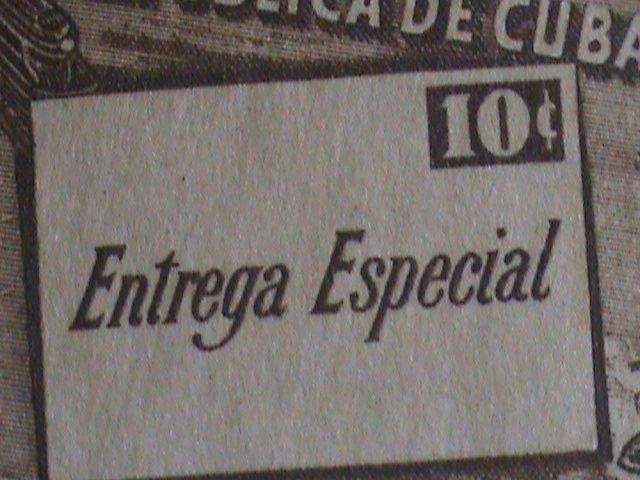 DE CUBA
10¢
Entrega Especial